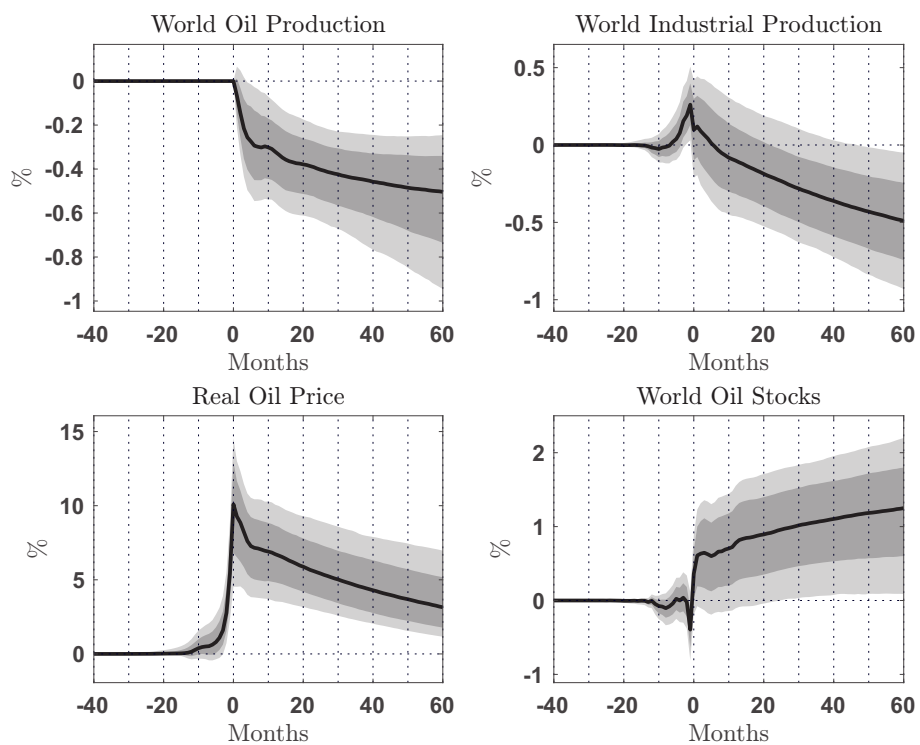 World Oil Production
0
-0.2
-0.4
-0.6
-0.8
-1
%
-40 -20 0 20 40 60
Months
World Industrial Production
0.5
0
-0.5
-1
%
-40 -20 0 20 40 60
Months
Real Oil Price
15
10
5
0
%
-40 -20 0 20 40 60
Months
World Oil Stocks
2
1
0
-1
%
-40 -20 0 20 40 60
Months